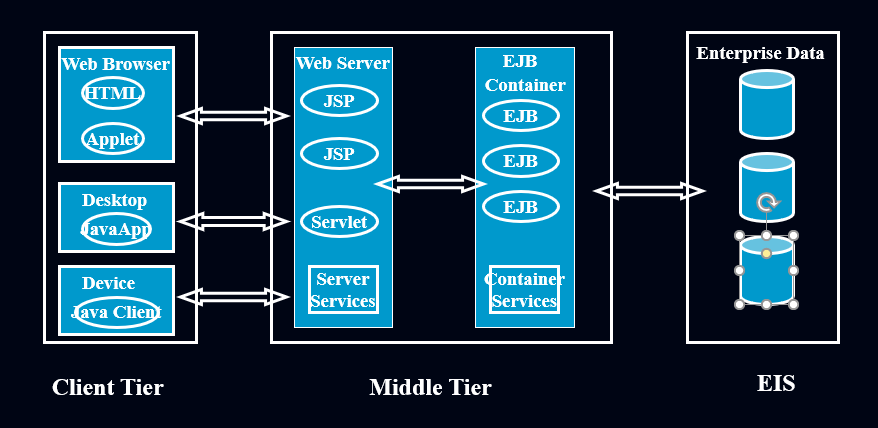 Web Browser
HTML
Applet
Desktop
JavaApp
Device
Java Client
Client Tier
Web Server
JSP
JSP
Servlet
Server
Services
EJB
Container
EJB
EJB
EJB
Container
Services
Middle Tier
Enterprise Data
EIS